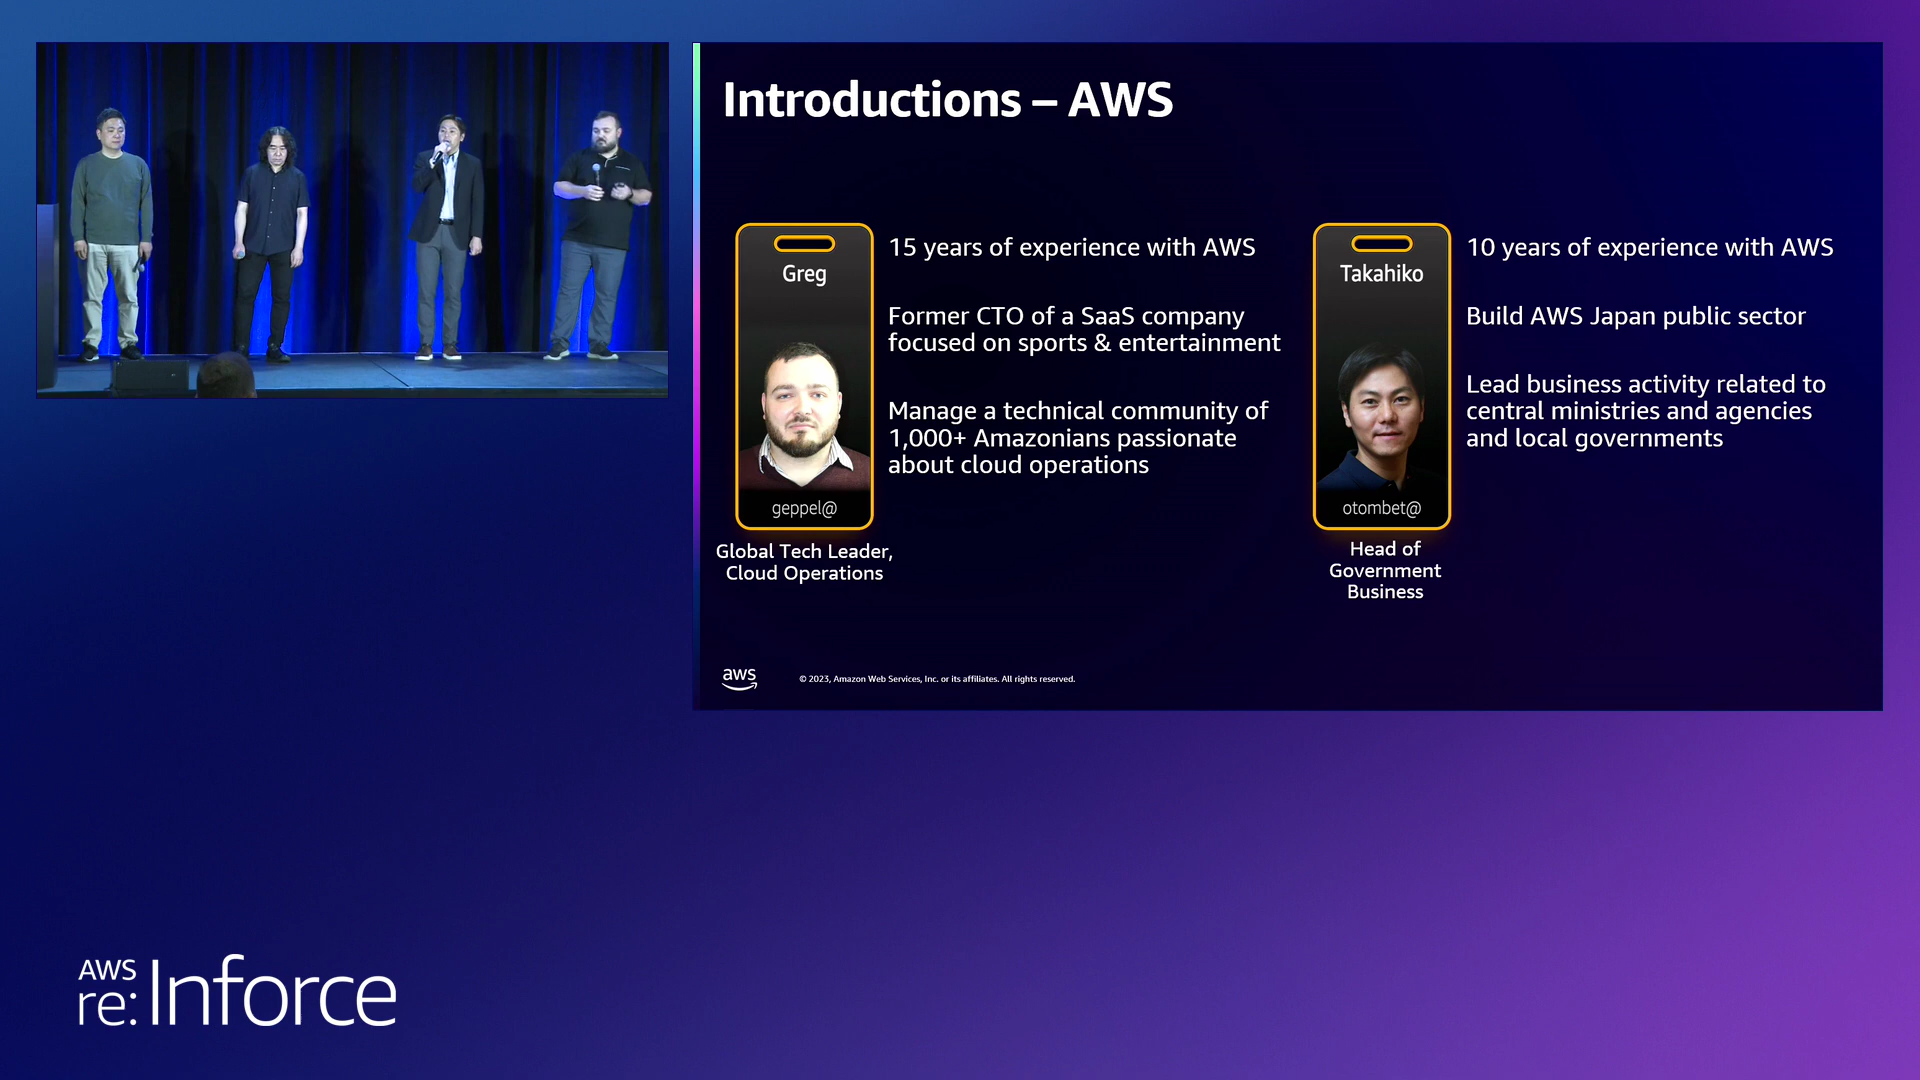 Introductions – AWS
Greg
geppel@
Global Tech Leader,
Cloud Operations
15 years of experience with AWS
Former CTO of a SaaS company
focused on sports & entertainment
Manage a technical community of
1,000+ Amazonians passionate
about cloud operations
Takahiko
otombet@
Head of
Government
Business
10 years of experience with AWS
Build AWS Japan public sector
Lead business activity related to
central ministries and agencies
and local governments
aws
© 2023, Amazon Web Services, Inc. or its affiliates. All rights reserved.
AWS
re:Inforce